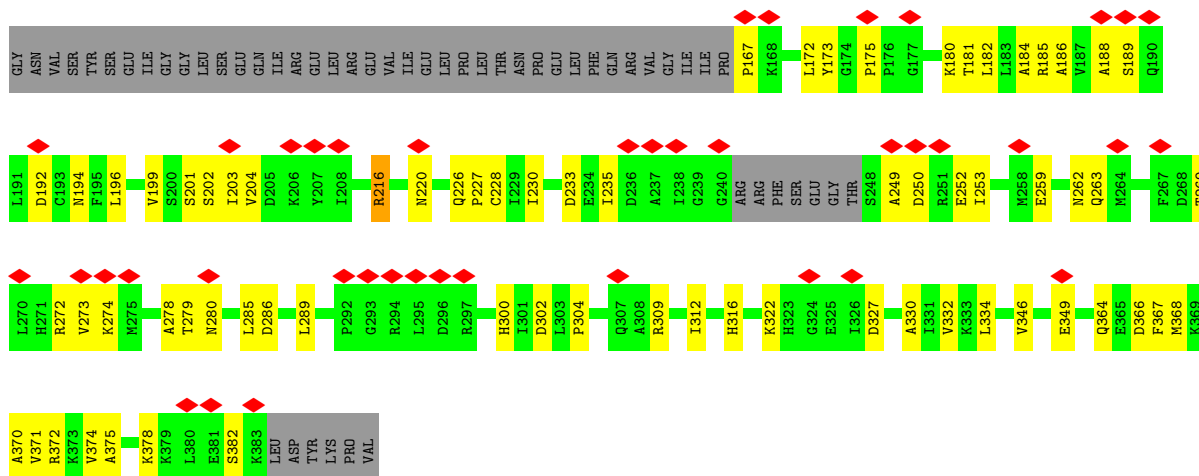 GLY ASN VAL SER TYR SER GLU ILE GLY GLY LEU SER GLU GLN ILE ARG GLU LEU ARG GLU VAL ILE GLU LEU PRO LEU THR ASN PRO GLU LEU PHE GLN ARG VAL GLY ILE ILE PRO P167 K168 L172 Y173 G174 P175 P176 G177 K180 T181 L182 L183 A184 R185 A186 V187 A188 S189 Q190
L191 D192 C193 N194 F195 L196 V199 S200 S201 S202 I203 V204 D205 K206 Y207 I208 R216 N220 Q226 P227 C228 I229 I230 D233 E234 I235 D236 A237 I238 G239 G240 ARG ARG PHE SER GLU GLY THR S248 A249 D250 R251 E252 I253 M258 E259 N262 Q263 M264 F267 D268
L270 H271 R272 V273 K274 M275 A278 T279 N280 L285 D286 L289 P292 G293 R294 L295 D296 R297 H300 I301 D302 L303 P304 Q307 A308 R309 I312 H316 K322 H323 G324 E325 I326 D327 A330 I331 V332 K333 L334 V346 E349 Q364 E365 D366 F367 M368 K369
A370 V371 R372 K373 V374 A375 K378 K379 L380 E381 S382 K383 LEU ASP TYR LYS PRO VAL